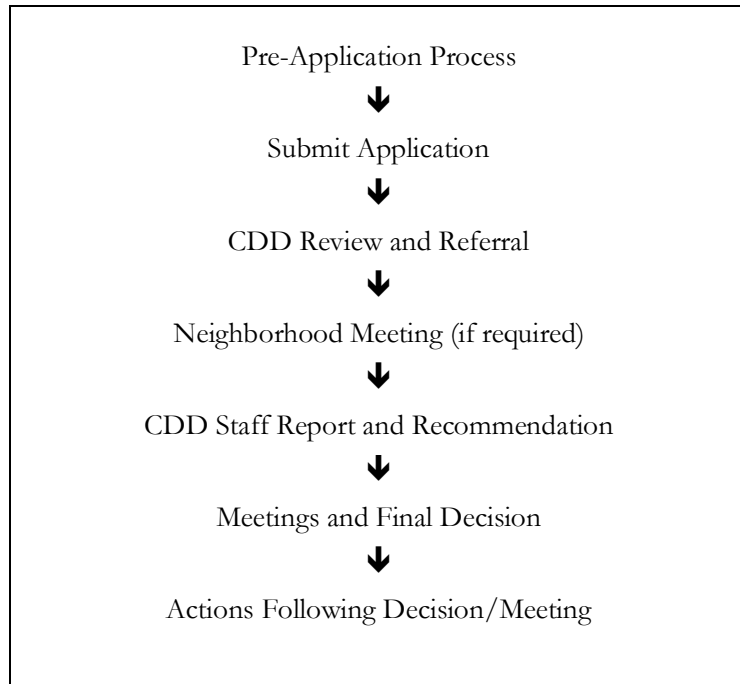 Pre-Application Process
Submit Application
CDD Review and Referral
Neighborhood Meeting (if required)
CDD Staff Report and Recommendation
Meetings and Final Decision
Actions Following Decision/Meeting